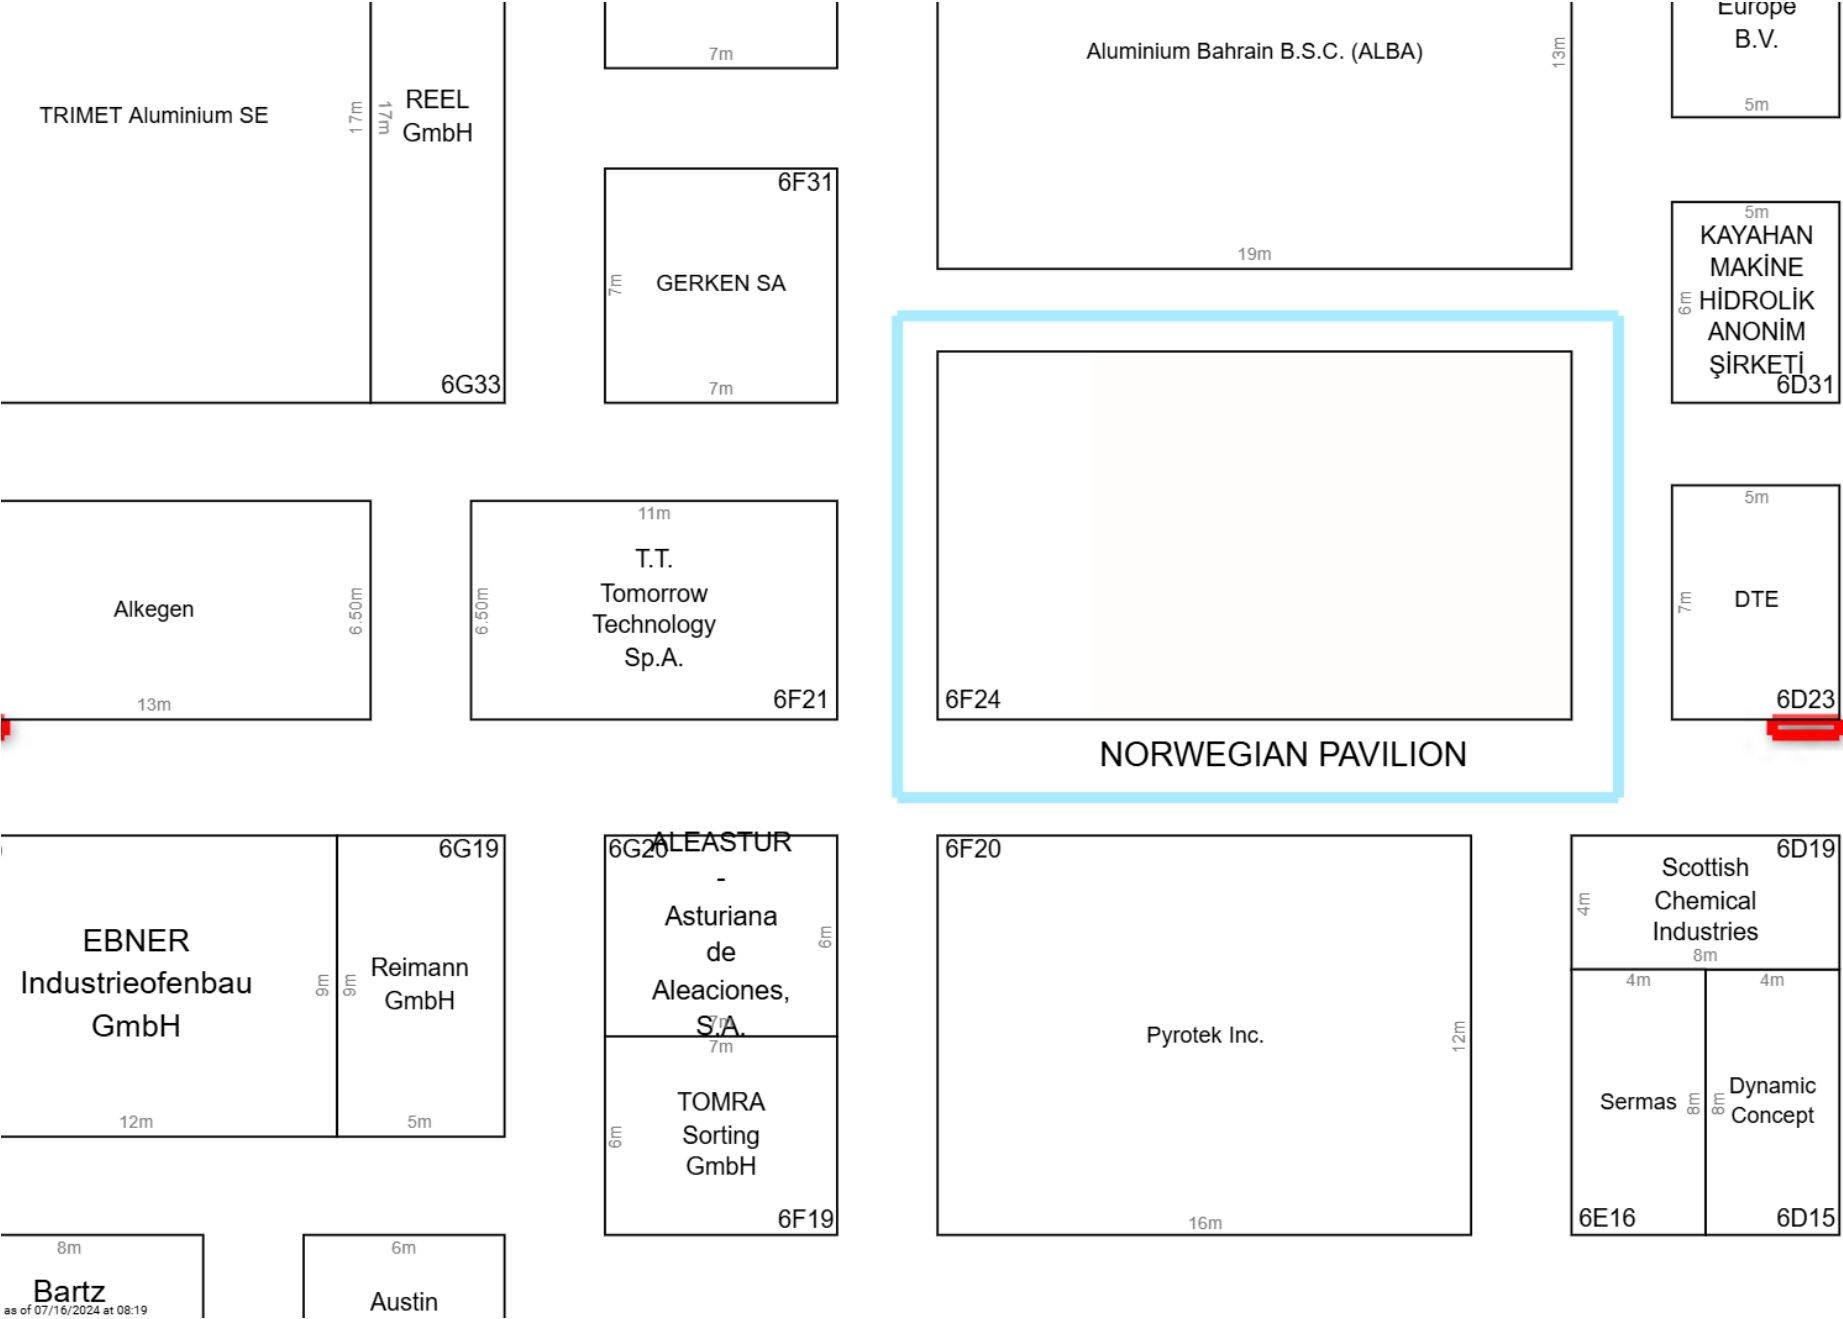 7m
Aluminium Bahrain B.S.C. (ALBA)
13m
Europe
B.V.
5m
TRIMET Aluminium SE
17m
17m
REEL
GmbH
6G33
6F31
7m
GERKEN SA
7m
19m
5m
KAYAHAN
MAKİNE
6m
HİDROLİK
ANONİM
ŞİRKETİ
6D31
Alkegen
6.50m
13m
11m
6.50m
T.T.
Tomorrow
Technology
Sp.A.
6F21
6F24
NORWEGIAN PAVILION
5m
7m
DTE
6D23
EBNER
Industrieofenbau
GmbH
9m
12m
6G19
9m
Reimann
GmbH
5m
6G20
ALEASTUR
-
Asturiana
de
Aleaciones,
S.A.
6m
7m
7m
TOMRA
Sorting
GmbH
6m
6F19
6F20
Pyrotek Inc.
12m
16m
6D19
Scottish
Chemical
Industries
4m
8m
4m
Sermas
8m
6E16
4m
8m
Dynamic
Concept
6D15
8m
Bartz
as of 07/16/2024 at 08:19
6m
Austin